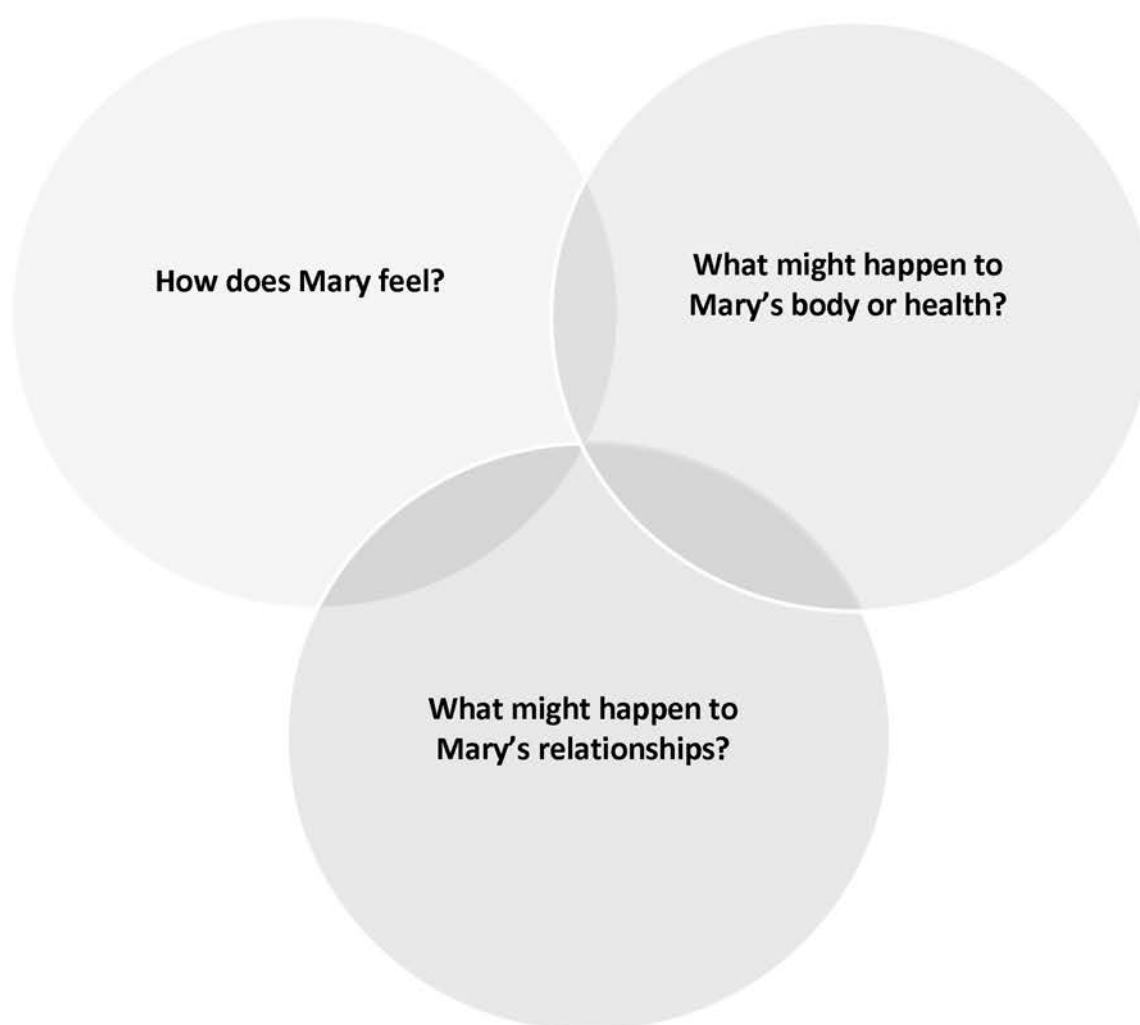 How does Mary feel?
What might happen to
Mary’s body or health?
What might happen to
Mary’s relationships?